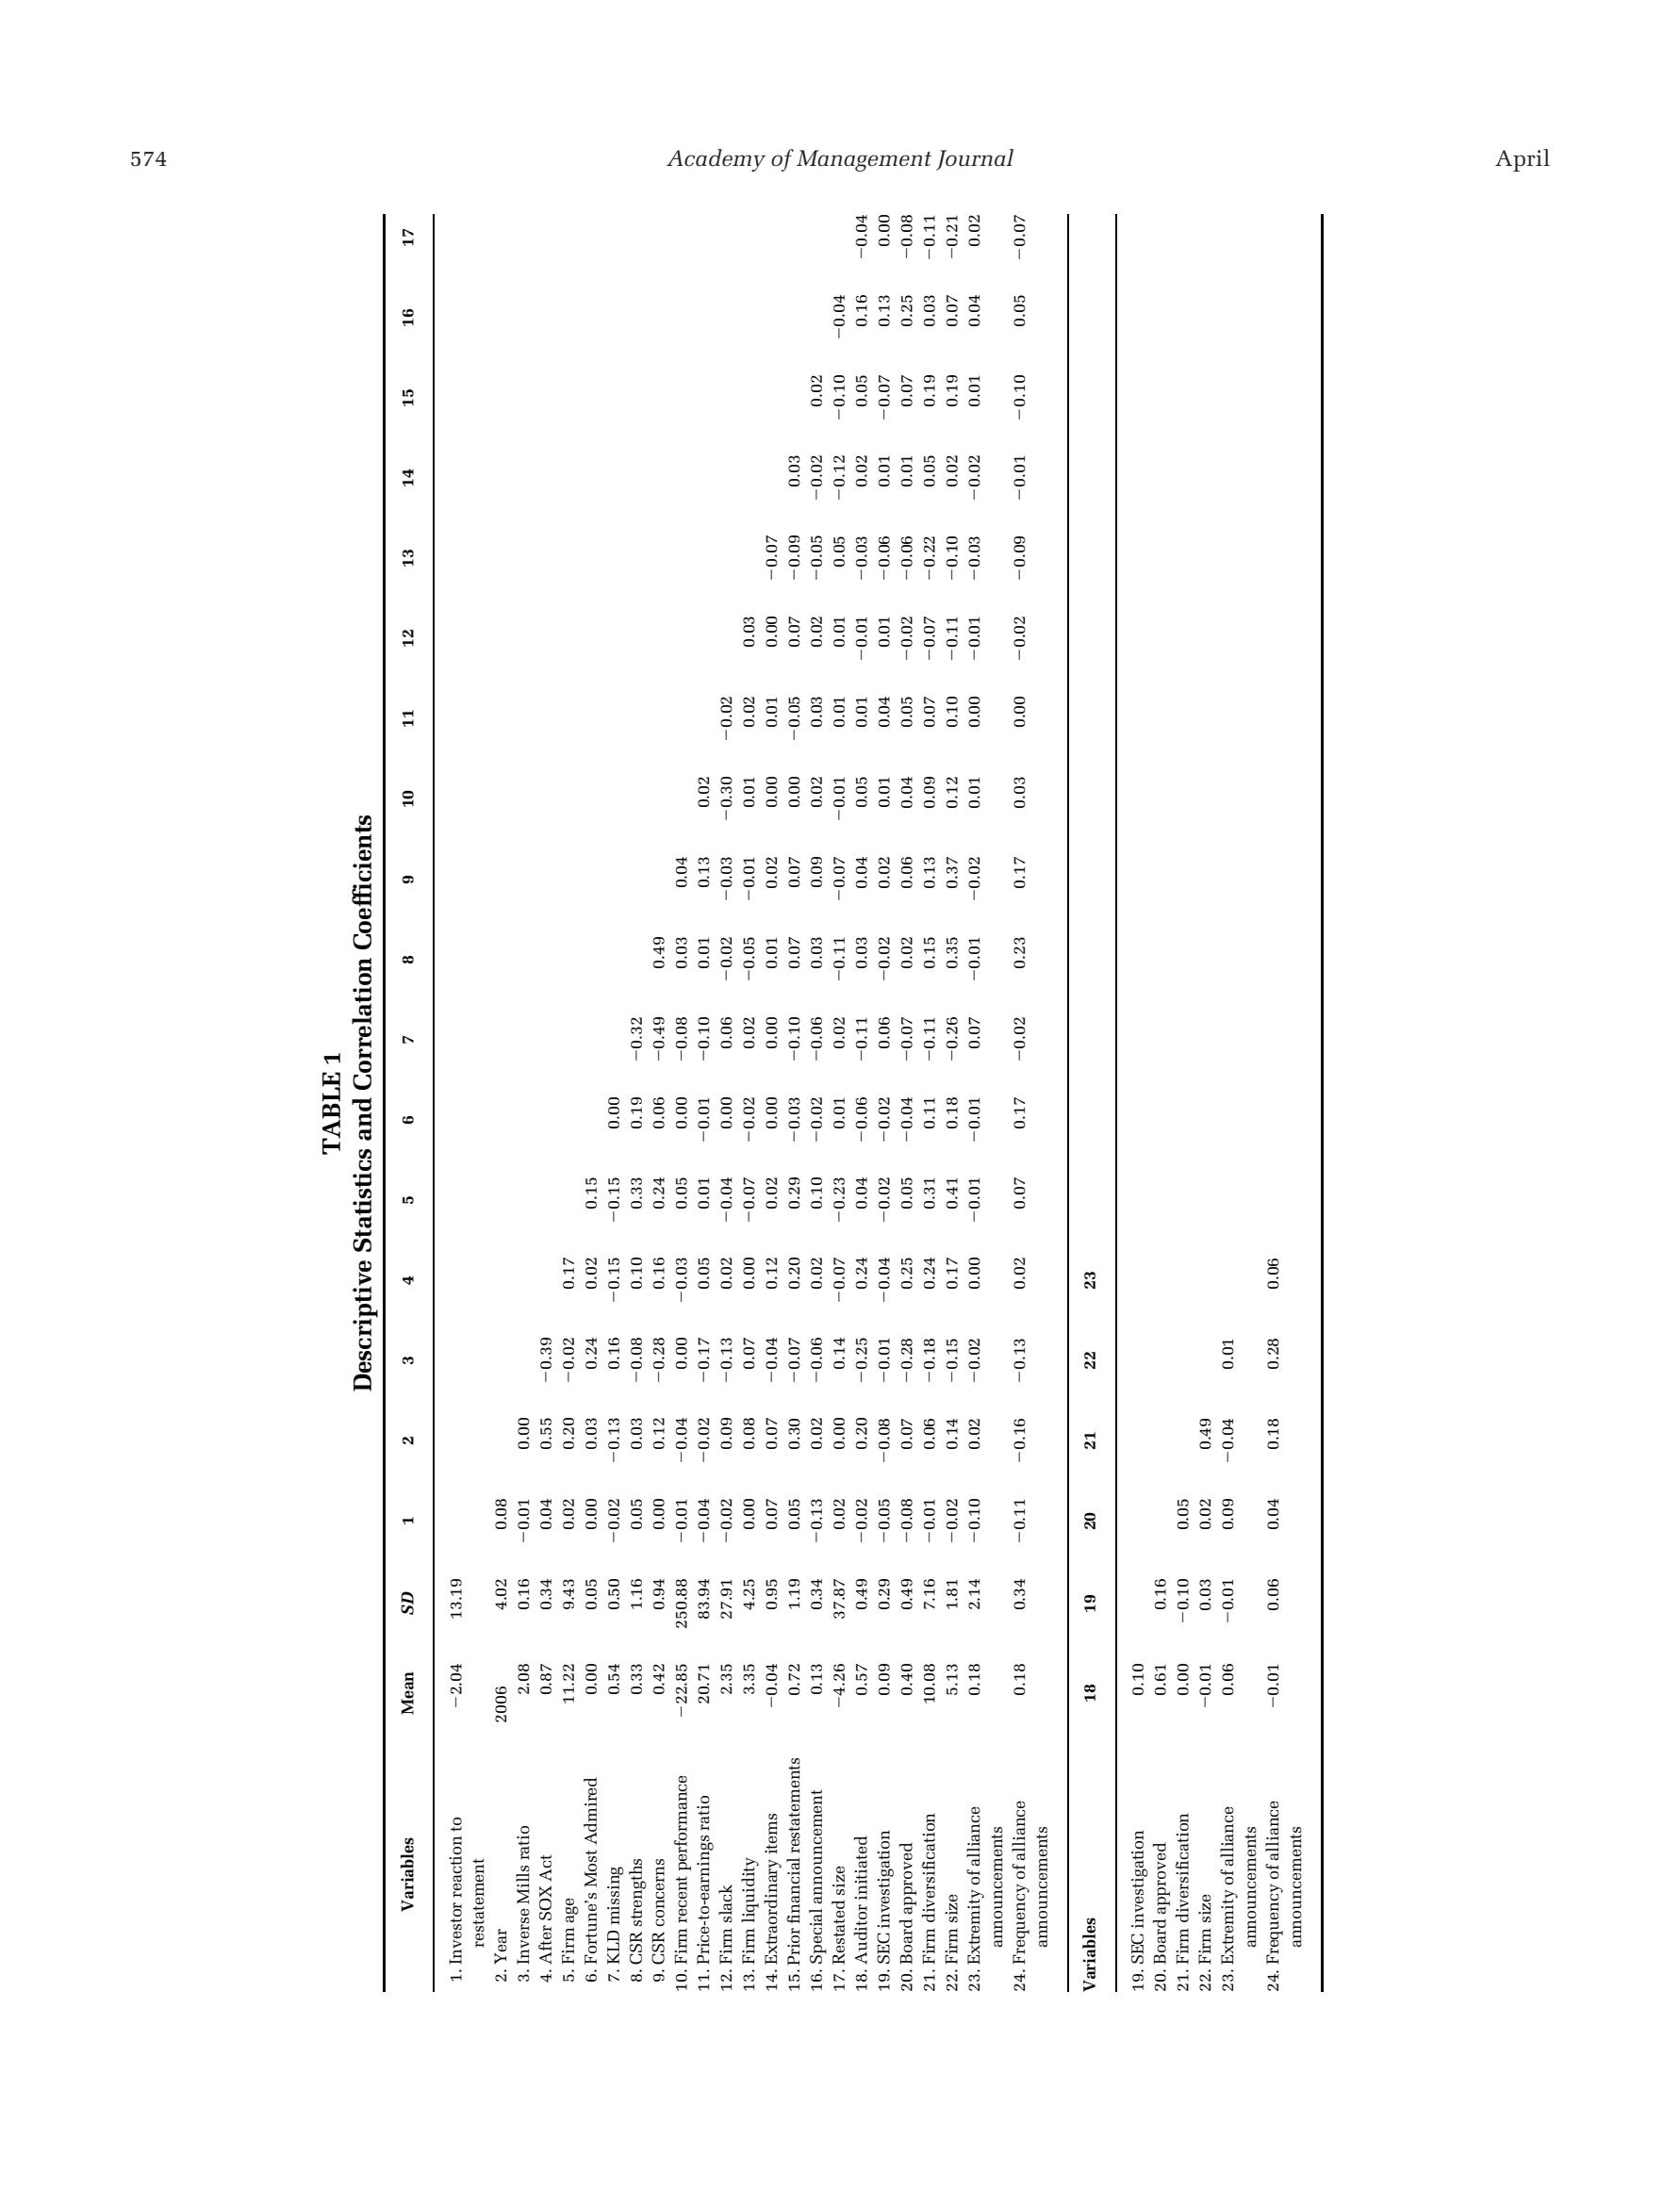 574 Academy of Management Journal April
TABLE 1
Descriptive Statistics and Correlation Coefficients
Variables Mean SD 1 2 3 4 5 6 7 8 9 10 11 12 13 14 15 16 17
1. Investor reaction to
restatement −2.04 13.19
2. Year 2006 4.02 0.08
3. Inverse Mills ratio 2.08 0.16 −0.01 0.00
4. After SOX Act 0.87 0.34 0.04 0.55 −0.39
5. Firm age 11.22 9.43 0.02 0.20 −0.02 0.17
6. Fortune's Most Admired 0.00 0.05 0.00 0.03 0.24 0.02 0.15
7. KLD missing 0.54 0.50 −0.02 −0.13 0.16 −0.15 −0.15 0.00
8. CSR strengths 0.33 1.16 0.05 0.03 −0.08 0.10 0.33 0.19 −0.32
9. CSR concerns 0.42 0.94 0.00 0.12 −0.28 0.16 0.24 0.06 −0.49 0.49
10. Firm recent performance −22.85 250.88 −0.01 −0.04 0.00 −0.03 0.05 0.00 −0.08 0.03 0.04
11. Price-to-earnings ratio 20.71 83.94 −0.04 −0.02 −0.17 0.05 0.01 −0.01 −0.10 0.01 0.13 0.02
12. Firm slack 2.35 27.91 −0.02 0.09 −0.13 0.02 −0.04 0.00 0.06 −0.02 −0.03 −0.30 −0.02
13. Firm liquidity 3.35 4.25 0.00 0.08 0.07 0.00 −0.07 −0.02 0.02 −0.05 −0.01 0.01 0.02 0.03
14. Extraordinary items −0.04 0.95 0.07 0.07 −0.04 0.12 0.02 0.00 0.00 0.01 0.02 0.00 0.01 0.00 −0.07
15. Prior financial restatements 0.72 1.19 0.05 0.30 −0.07 0.20 0.29 −0.03 −0.10 0.07 0.07 0.00 −0.05 0.07 −0.09 0.03
16. Special announcement 0.13 0.34 −0.13 0.02 −0.06 0.02 0.10 −0.02 −0.06 0.03 0.09 0.02 0.03 0.02 −0.05 −0.02 0.02
17. Restated size −4.26 37.87 0.02 0.00 0.14 −0.07 −0.23 0.01 0.02 −0.11 −0.07 −0.01 0.01 0.01 0.05 −0.12 −0.10 −0.04
18. Auditor initiated 0.57 0.49 −0.02 0.20 −0.25 0.24 0.04 −0.06 −0.11 0.03 0.04 0.05 0.01 −0.01 −0.03 0.02 0.05 0.16 −0.04
19. SEC investigation 0.09 0.29 −0.05 −0.08 −0.01 −0.04 −0.02 −0.02 0.06 −0.02 0.02 0.01 0.04 0.01 −0.06 0.01 −0.07 0.13 0.00
20. Board approved 0.40 0.49 −0.08 0.07 −0.28 0.25 0.05 −0.04 −0.07 0.02 0.06 0.04 0.05 −0.02 −0.06 0.01 0.07 0.25 −0.08
21. Firm diversification 10.08 7.16 −0.01 0.06 −0.18 0.24 0.31 0.11 −0.11 0.15 0.13 0.09 0.07 −0.07 −0.22 0.05 0.19 0.03 −0.11
22. Firm size 5.13 1.81 −0.02 0.14 −0.15 0.17 0.41 0.18 −0.26 0.35 0.37 0.12 0.10 −0.11 −0.10 0.02 0.19 0.07 −0.21
23. Extremity of alliance 0.18 2.14 −0.10 0.02 −0.02 0.00 −0.01 −0.01 0.07 −0.01 −0.02 0.01 0.00 −0.01 −0.03 −0.02 0.01 0.04 0.02
announcements
24. Frequency of alliance 0.18 0.34 −0.11 −0.16 −0.13 0.02 0.07 0.17 −0.02 0.23 0.17 0.03 0.00 −0.02 −0.09 −0.01 −0.10 0.05 −0.07
announcements
Variables 18 19 20 21 22 23
19. SEC investigation 0.10
20. Board approved 0.61 0.16
21. Firm diversification 0.00 −0.10 0.05
22. Firm size −0.01 0.03 0.02 0.49
23. Extremity of alliance 0.06 −0.01 0.09 −0.04 0.01
announcements
24. Frequency of alliance −0.01 0.06 0.04 0.18 0.28 0.06
announcements